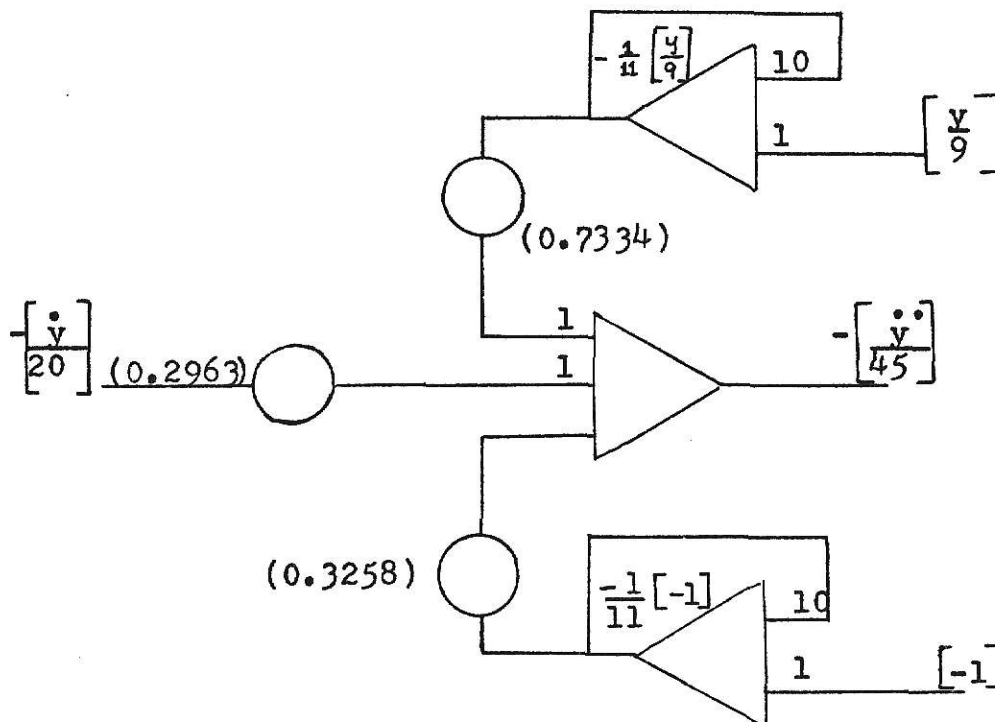 - 1/11 [y/9]
10
1
[y/9]
(0.7334)
-[ẏ/20]
(0.2963)
1
1
-[ÿ/45]
(0.3258)
-1/11 [-1]
10
1
[-1]